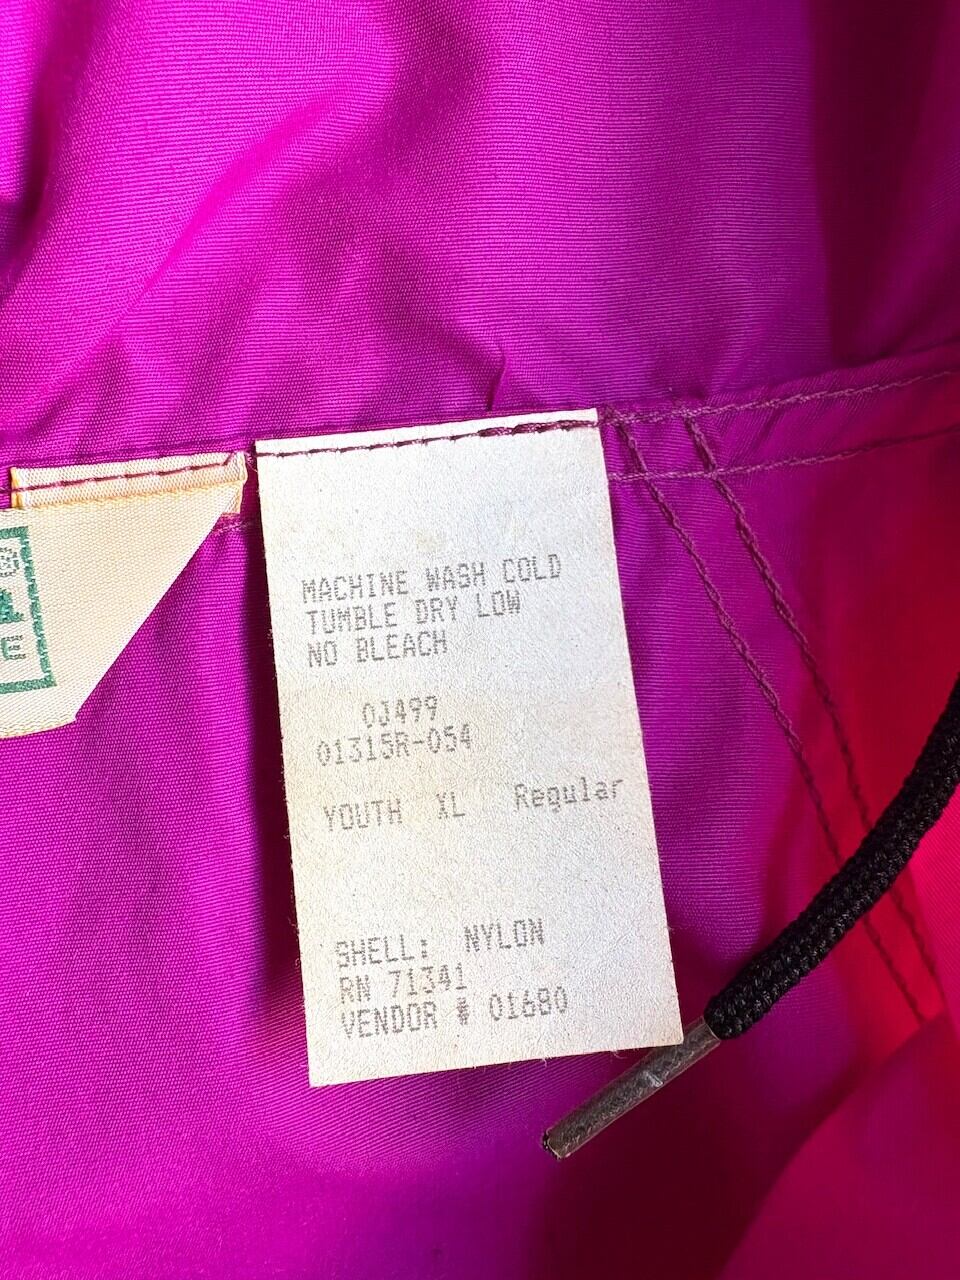 MACHINE WASH COLD
TUMBLE DRY LOW
NO BLEACH
0J499
01315R-054
YOUTH XL Regular
SHELL: NYLON
RN 71341
VENDOR # 01680